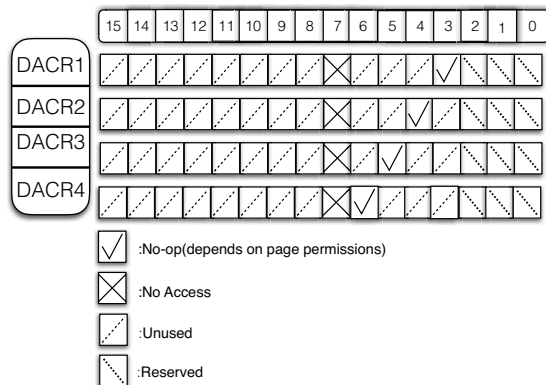 15 14 13 12 11 10 9 8 7 6 5 4 3 2 1 0
DACR1
DACR2
DACR3
DACR4
:No-op(depends on page permissions)
:No Access
:Unused
:Reserved